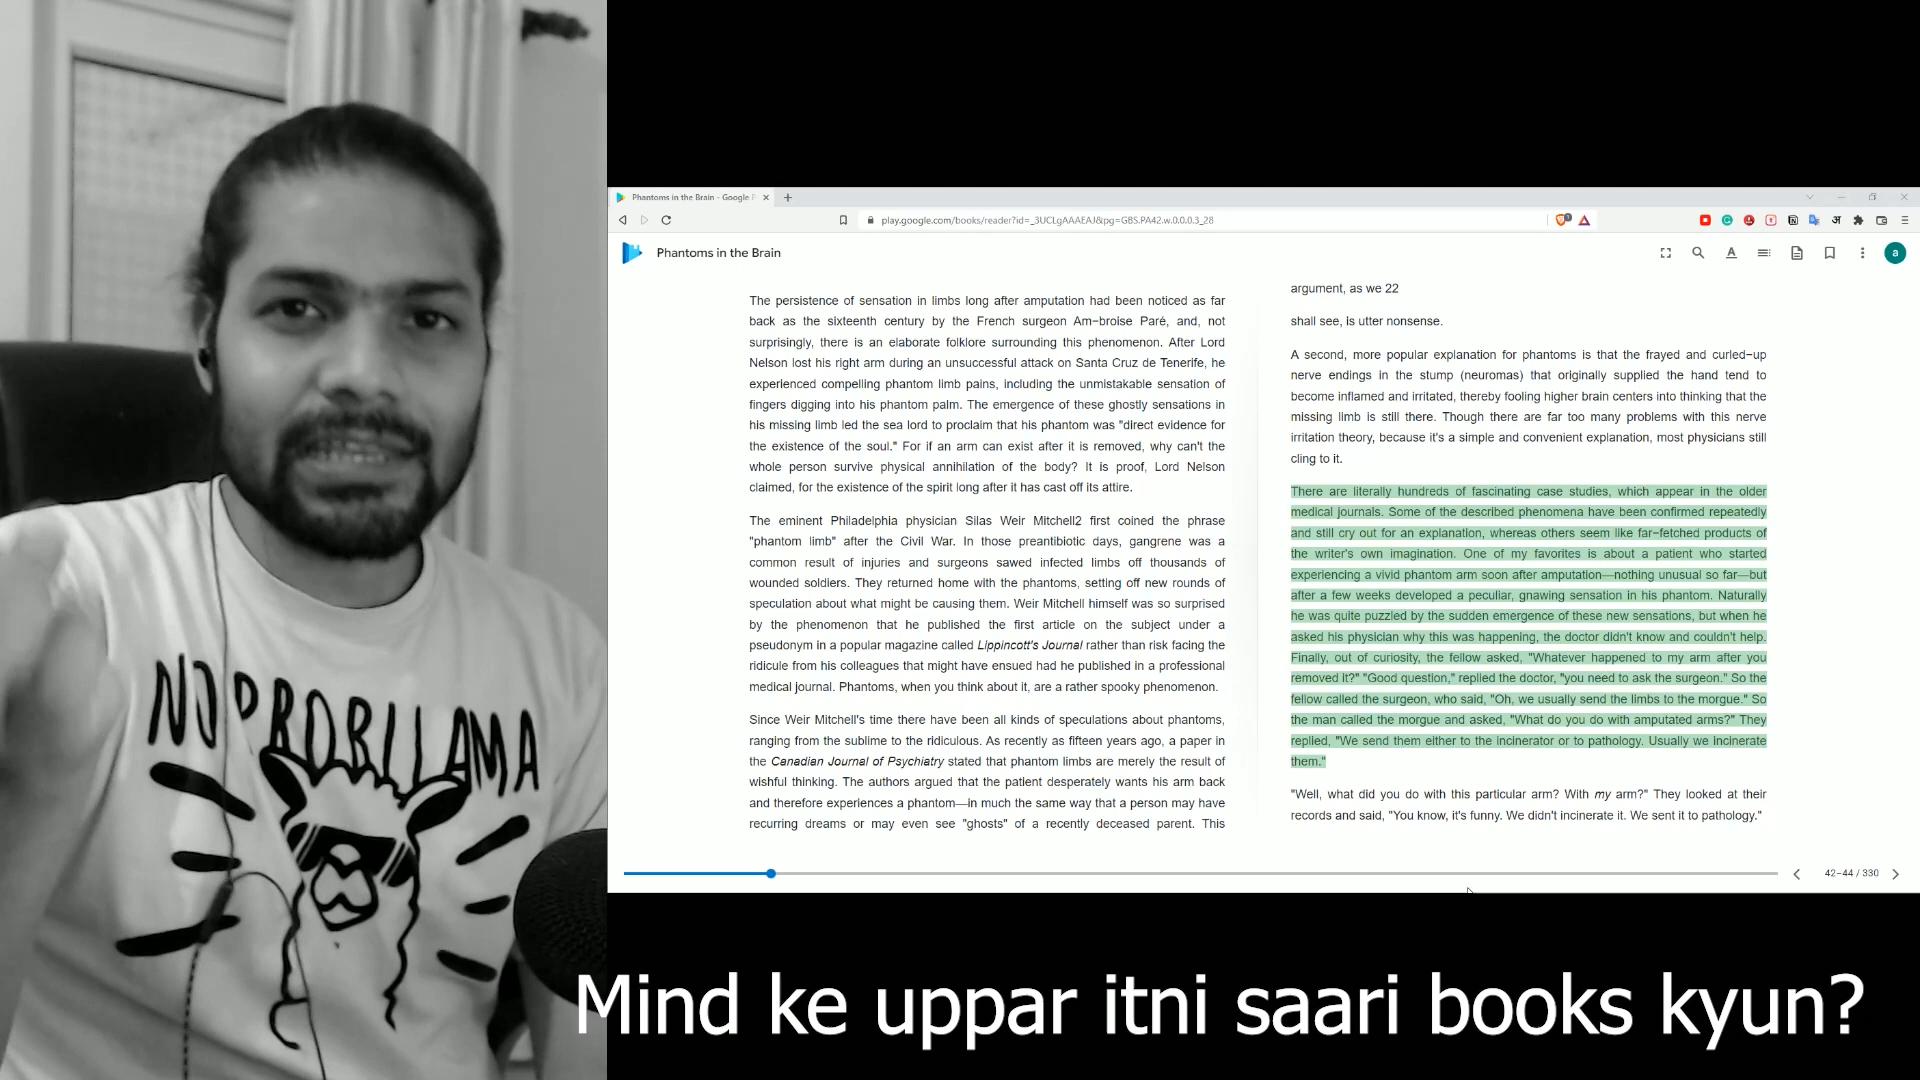 NO PROBLLAMA
Phantoms in the Brain - Google P
play.google.com/books/reader?id=_3UCLgAAAEAJ&pg=GBS.PA42.w.0.0.0.3_28
Phantoms in the Brain
a
The persistence of sensation in limbs long after amputation had been noticed as far
back as the sixteenth century by the French surgeon Am−broise Paré, and, not
surprisingly, there is an elaborate folklore surrounding this phenomenon. After Lord
Nelson lost his right arm during an unsuccessful attack on Santa Cruz de Tenerife, he
experienced compelling phantom limb pains, including the unmistakable sensation of
fingers digging into his phantom palm. The emergence of these ghostly sensations in
his missing limb led the sea lord to proclaim that his phantom was "direct evidence for
the existence of the soul." For if an arm can exist after it is removed, why can't the
whole person survive physical annihilation of the body? It is proof, Lord Nelson
claimed, for the existence of the spirit long after it has cast off its attire.
The eminent Philadelphia physician Silas Weir Mitchell2 first coined the phrase
"phantom limb" after the Civil War. In those preantibiotic days, gangrene was a
common result of injuries and surgeons sawed infected limbs off thousands of
wounded soldiers. They returned home with the phantoms, setting off new rounds of
speculation about what might be causing them. Weir Mitchell himself was so surprised
by the phenomenon that he published the first article on the subject under a
pseudonym in a popular magazine called Lippincott's Journal rather than risk facing the
ridicule from his colleagues that might have ensued had he published in a professional
medical journal. Phantoms, when you think about it, are a rather spooky phenomenon.
Since Weir Mitchell's time there have been all kinds of speculations about phantoms,
ranging from the sublime to the ridiculous. As recently as fifteen years ago, a paper in
the Canadian Journal of Psychiatry stated that phantom limbs are merely the result of
wishful thinking. The authors argued that the patient desperately wants his arm back
and therefore experiences a phantom—in much the same way that a person may have
recurring dreams or may even see "ghosts" of a recently deceased parent. This
argument, as we 22
shall see, is utter nonsense.
A second, more popular explanation for phantoms is that the frayed and curled−up
nerve endings in the stump (neuromas) that originally supplied the hand tend to
become inflamed and irritated, thereby fooling higher brain centers into thinking that the
missing limb is still there. Though there are far too many problems with this nerve
irritation theory, because it's a simple and convenient explanation, most physicians still
cling to it.
There are literally hundreds of fascinating case studies, which appear in the older
medical journals. Some of the described phenomena have been confirmed repeatedly
and still cry out for an explanation, whereas others seem like far−fetched products of
the writer's own imagination. One of my favorites is about a patient who started
experiencing a vivid phantom arm soon after amputation—nothing unusual so far—but
after a few weeks developed a peculiar, gnawing sensation in his phantom. Naturally
he was quite puzzled by the sudden emergence of these new sensations, but when he
asked his physician why this was happening, the doctor didn't know and couldn't help.
Finally, out of curiosity, the fellow asked, "Whatever happened to my arm after you
removed it?" "Good question," replied the doctor, "you need to ask the surgeon." So the
fellow called the surgeon, who said, "Oh, we usually send the limbs to the morgue." So
the man called the morgue and asked, "What do you do with amputated arms?" They
replied, "We send them either to the incinerator or to pathology. Usually we incinerate
them."
"Well, what did you do with this particular arm? With my arm?" They looked at their
records and said, "You know, it's funny. We didn't incinerate it. We sent it to pathology."
42–44 / 330
Mind ke uppar itni saari books kyun?